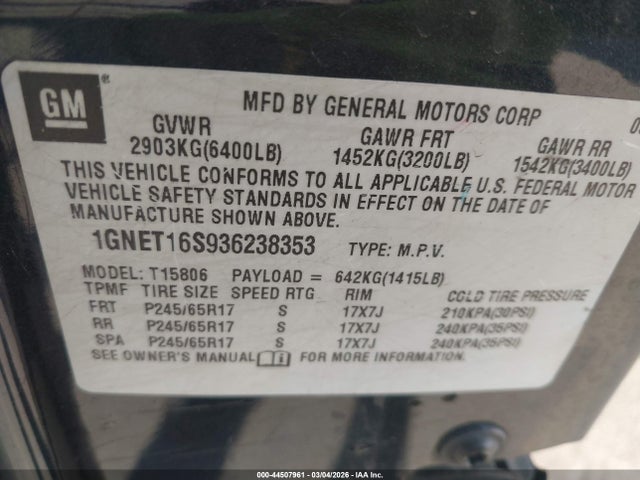 GM®
MFD BY GENERAL MOTORS CORP
GVWR GAWR FRT GAWR RR
2903KG(6400LB) 1452KG(3200LB) 1542KG(3400LB)
THIS VEHICLE CONFORMS TO ALL APPLICABLE U.S. FEDERAL MOTOR
VEHICLE SAFETY STANDARDS IN EFFECT ON THE DATE OF
MANUFACTURE SHOWN ABOVE.
1GNET16S936238353 TYPE: M.P.V.
MODEL: T15806 PAYLOAD = 642KG(1415LB)
TPMF TIRE SIZE SPEED RTG RIM COLD TIRE PRESSURE
FRT P245/65R17 S 17X7J 210KPA(30PSI)
RR P245/65R17 S 17X7J 240KPA(35PSI)
SPA P245/65R17 S 17X7J 240KPA(35PSI)
SEE OWNER'S MANUAL FOR MORE INFORMATION.
000-44507961 - 03/04/2026 - IAA Inc.